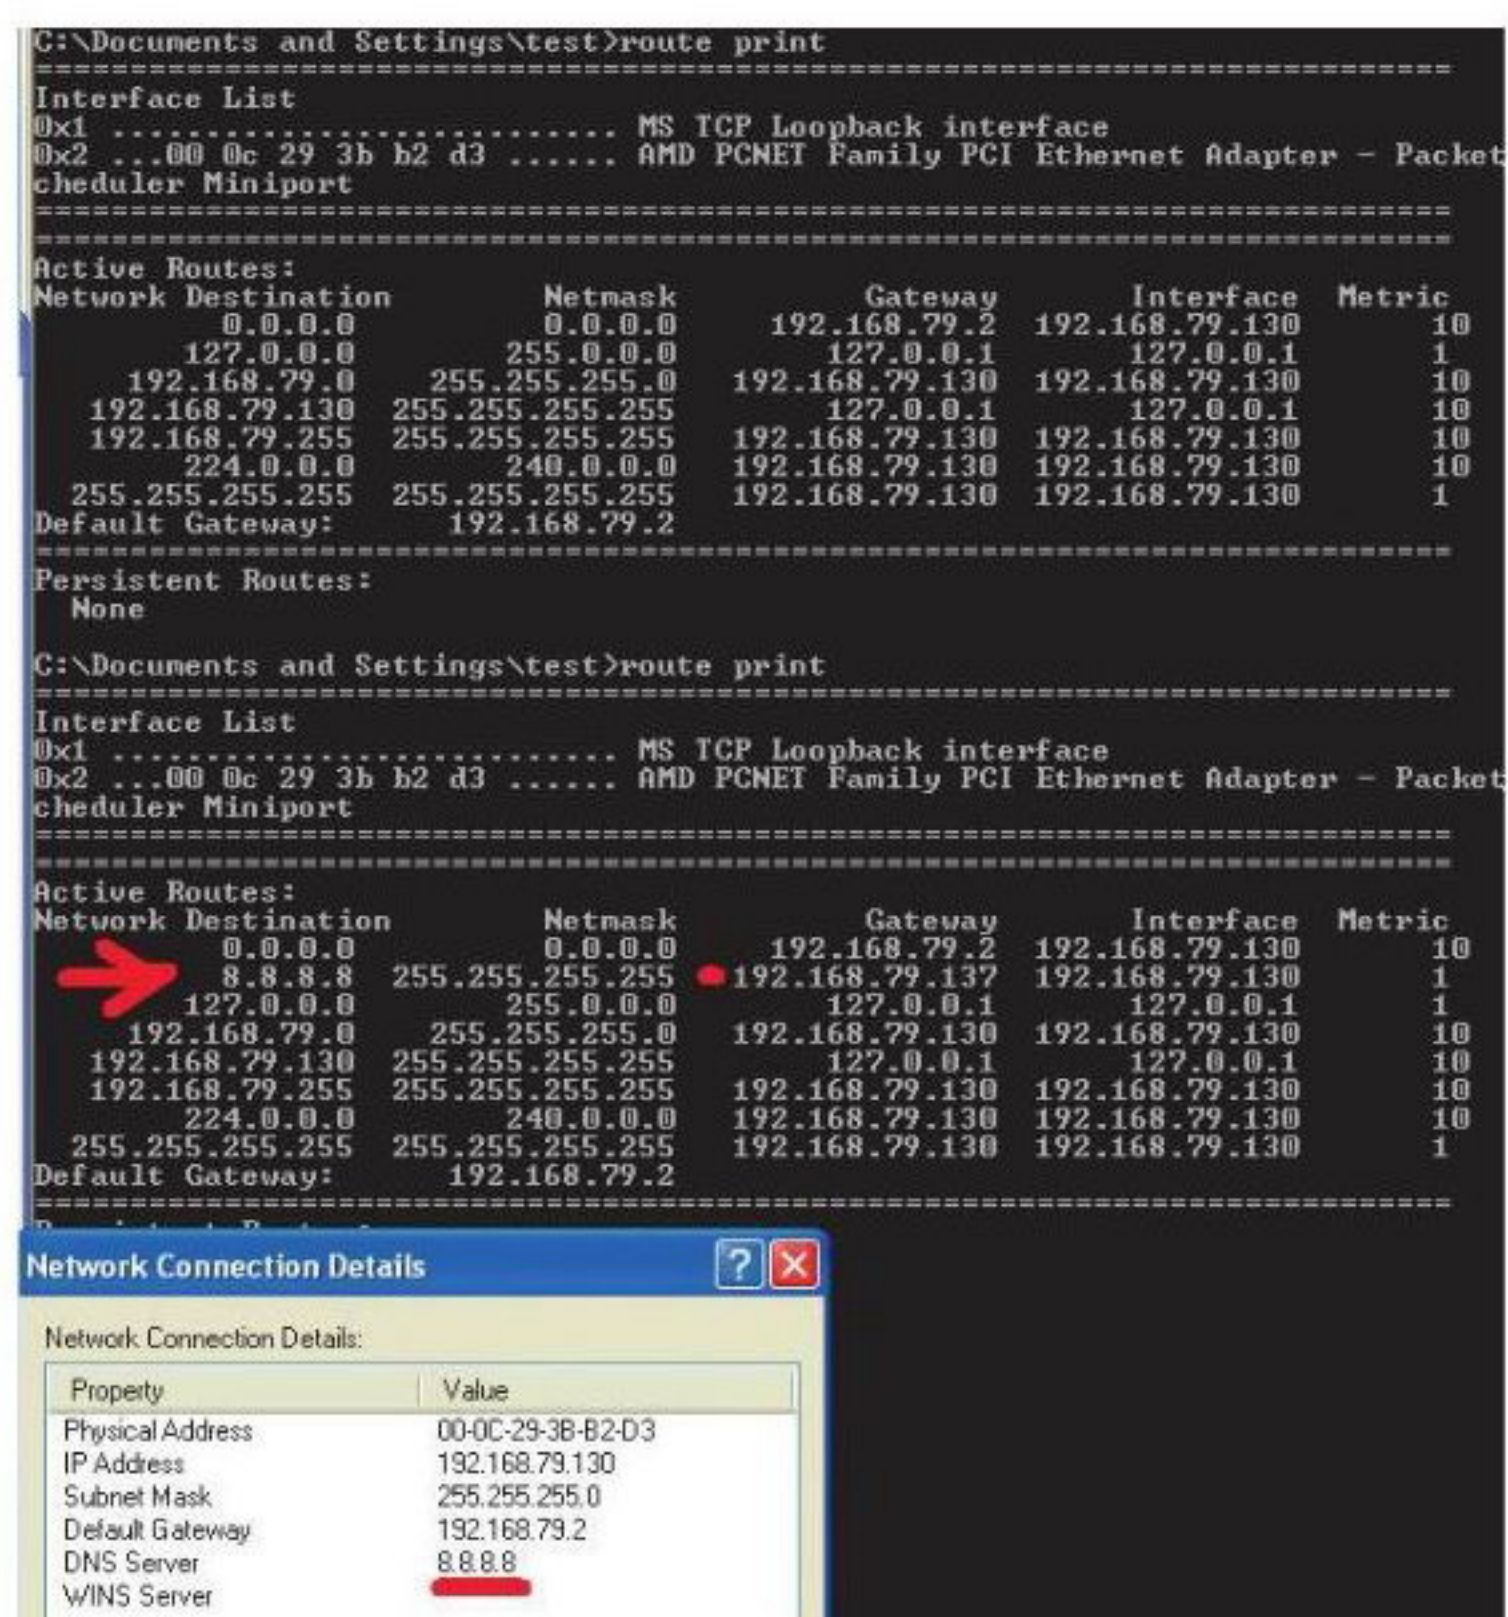 C:\Documents and Settings\test>route print
===========================================================================
Interface List
0x1 ........................... MS TCP Loopback interface
0x2 ...00 0c 29 3b b2 d3 ...... AMD PCNET Family PCI Ethernet Adapter - Packet
cheduler Miniport
===========================================================================
===========================================================================
Active Routes:
Network Destination Netmask Gateway Interface Metric
0.0.0.0 0.0.0.0 192.168.79.2 192.168.79.130 10
127.0.0.0 255.0.0.0 127.0.0.1 127.0.0.1 1
192.168.79.0 255.255.255.0 192.168.79.130 192.168.79.130 10
192.168.79.130 255.255.255.255 127.0.0.1 127.0.0.1 10
192.168.79.255 255.255.255.255 192.168.79.130 192.168.79.130 10
224.0.0.0 240.0.0.0 192.168.79.130 192.168.79.130 10
255.255.255.255 255.255.255.255 192.168.79.130 192.168.79.130 1
Default Gateway: 192.168.79.2
===========================================================================
Persistent Routes:
None
C:\Documents and Settings\test>route print
===========================================================================
Interface List
0x1 ........................... MS TCP Loopback interface
0x2 ...00 0c 29 3b b2 d3 ...... AMD PCNET Family PCI Ethernet Adapter - Packet
cheduler Miniport
===========================================================================
===========================================================================
Active Routes:
Network Destination Netmask Gateway Interface Metric
0.0.0.0 0.0.0.0 192.168.79.2 192.168.79.130 10
8.8.8.8 255.255.255.255 192.168.79.137 192.168.79.130 1
127.0.0.0 255.0.0.0 127.0.0.1 127.0.0.1 1
192.168.79.0 255.255.255.0 192.168.79.130 192.168.79.130 10
192.168.79.130 255.255.255.255 127.0.0.1 127.0.0.1 10
192.168.79.255 255.255.255.255 192.168.79.130 192.168.79.130 10
224.0.0.0 240.0.0.0 192.168.79.130 192.168.79.130 10
255.255.255.255 255.255.255.255 192.168.79.130 192.168.79.130 1
Default Gateway: 192.168.79.2
===========================================================================
Network Connection Details
Network Connection Details:
Property Value
Physical Address 00-0C-29-3B-B2-D3
IP Address 192.168.79.130
Subnet Mask 255.255.255.0
Default Gateway 192.168.79.2
DNS Server 8.8.8.8
WINS Server